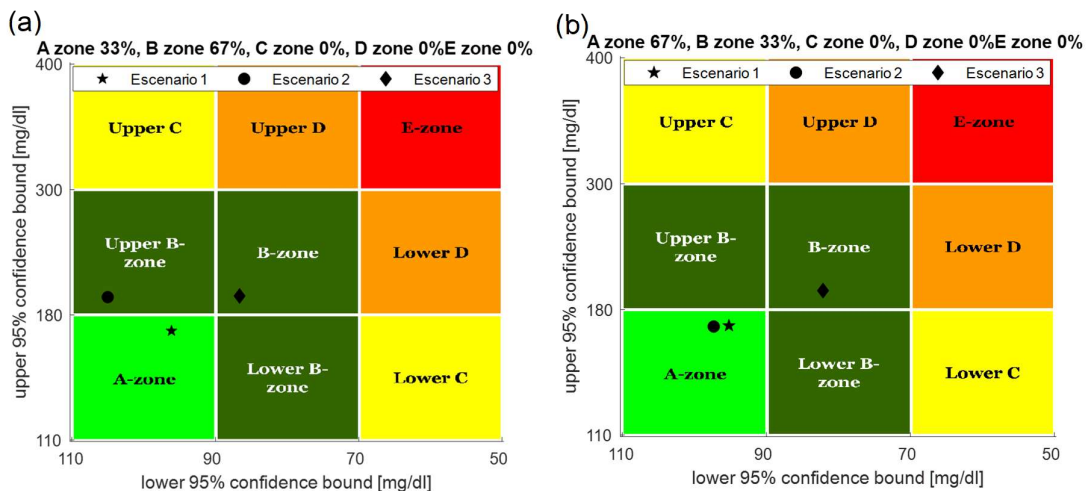 (a)
A zone 33%, B zone 67%, C zone 0%, D zone 0%E zone 0%
400
Escenario 1 Escenario 2 Escenario 3
Upper C Upper D E-zone
300
Upper B-
zone
B-zone Lower D
180
A-zone
Lower B-
zone
Lower C
110
110 90 70 50
lower 95% confidence bound [mg/dl]
upper 95% confidence bound [mg/dl]
(b)
A zone 67%, B zone 33%, C zone 0%, D zone 0%E zone 0%
400
Escenario 1 Escenario 2 Escenario 3
Upper C Upper D E-zone
300
Upper B-
zone
B-zone Lower D
180
A-zone
Lower B-
zone
Lower C
110
110 90 70 50
lower 95% confidence bound [mg/dl]
upper 95% confidence bound [mg/dl]